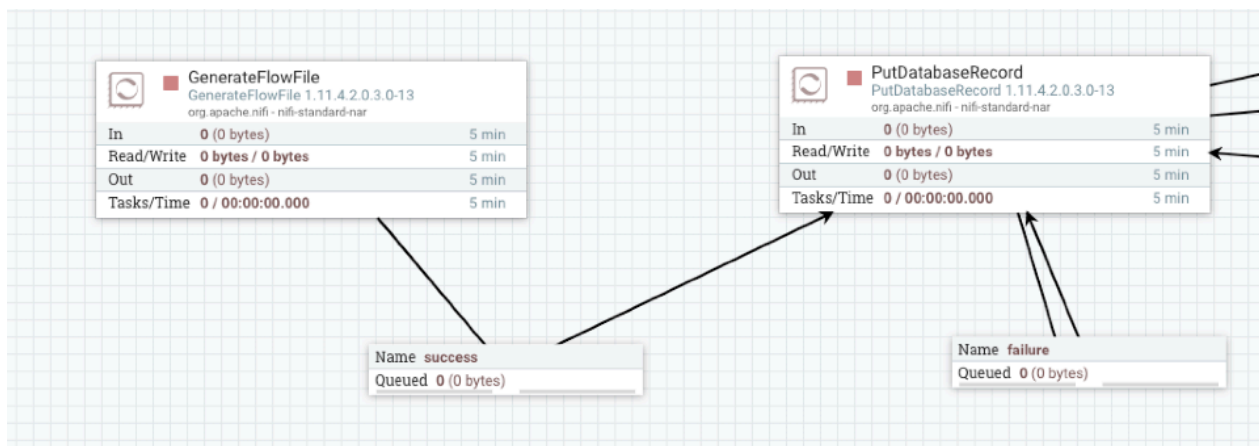 GenerateFlowFile
GenerateFlowFile 1.11.4.2.0.3.0-13
org.apache.nifi - nifi-standard-nar
In 0 (0 bytes) 5 min
Read/Write 0 bytes / 0 bytes 5 min
Out 0 (0 bytes) 5 min
Tasks/Time 0 / 00:00:00.000 5 min
PutDatabaseRecord
PutDatabaseRecord 1.11.4.2.0.3.0-13
org.apache.nifi - nifi-standard-nar
In 0 (0 bytes) 5 min
Read/Write 0 bytes / 0 bytes 5 min
Out 0 (0 bytes) 5 min
Tasks/Time 0 / 00:00:00.000 5 min
Name success
Queued 0 (0 bytes)
Name failure
Queued 0 (0 bytes)